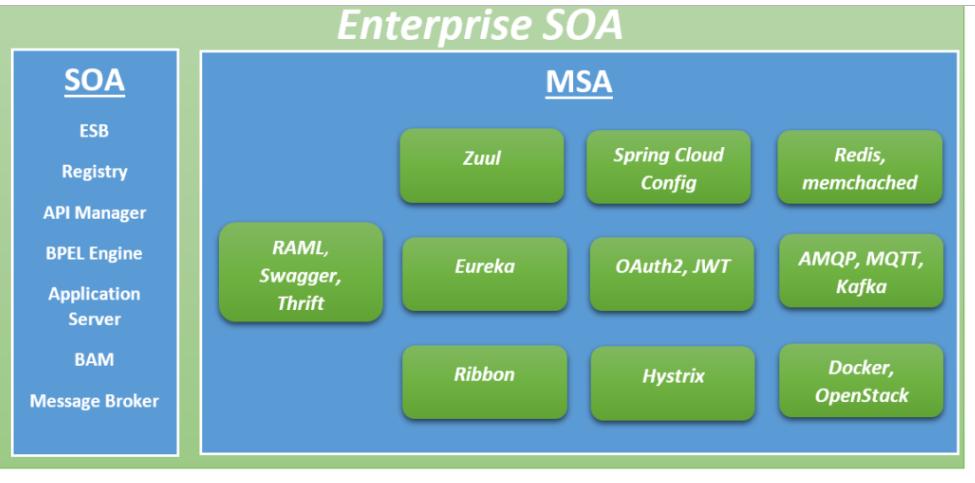 Enterprise SOA
SOA
ESB
Registry
API Manager
BPEL Engine
Application
Server
BAM
Message Broker
MSA
RAML,
Swagger,
Thrift
Zuul
Spring Cloud
Config
Redis,
memchached
Eureka
OAuth2, JWT
AMQP, MQTT,
Kafka
Ribbon
Hystrix
Docker,
OpenStack